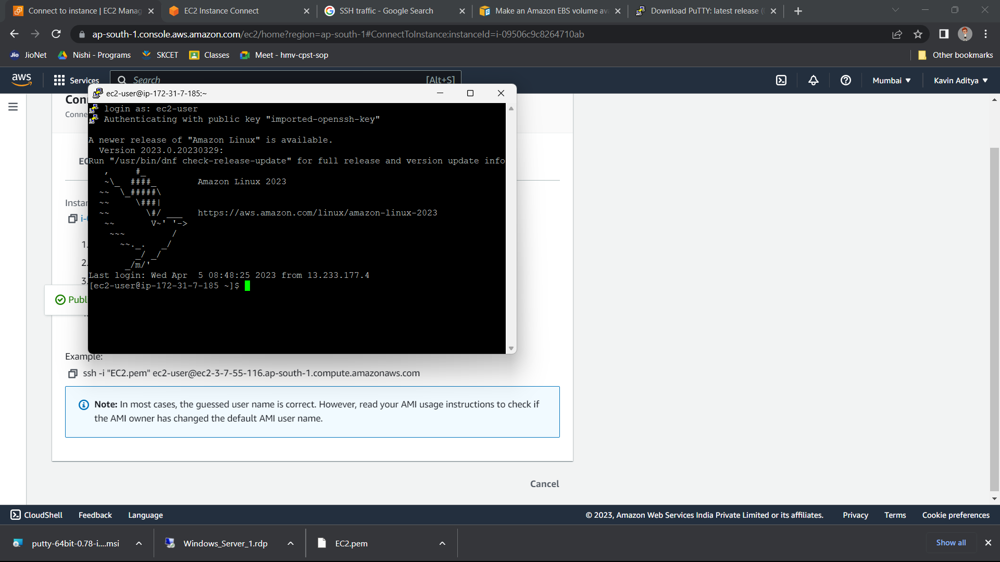 Connect to instance | EC2 Manag
EC2 Instance Connect
SSH traffic - Google Search
Make an Amazon EBS volume av
Download PuTTY: latest release (
ap-south-1.console.aws.amazon.com/ec2/home?region=ap-south-1#ConnectToInstance:instanceId=i-09506c9c8264710ab
Jio JioNet
Nishi - Programs
SKCET
Classes
Meet - hmv-cpst-sop
Other bookmarks
aws
Services
Search
[Alt+S]
Mumbai
Kavin Aditya
Con
Conne
EC
Instan
i-0
1.
2.
3.
Publi
ec2-user@ip-172-31-7-185:~
login as: ec2-user
Authenticating with public key "imported-openssh-key"
A newer release of "Amazon Linux" is available.
Version 2023.0.20230329:
Run "/usr/bin/dnf check-release-update" for full release and version update info
   ,     #_
   ~\_  ####_        Amazon Linux 2023
  ~~  \_#####\
  ~~     \###|
  ~~       \#/ ___   https://aws.amazon.com/linux/amazon-linux-2023
   ~~       V~' '->
    ~~~         /
      ~~._.   _/
         _/ _/
       _/m/'
Last login: Wed Apr  5 08:48:25 2023 from 13.233.177.4
[ec2-user@ip-172-31-7-185 ~]$
Example:
ssh -i "EC2.pem" ec2-user@ec2-3-7-55-116.ap-south-1.compute.amazonaws.com
Note: In most cases, the guessed user name is correct. However, read your AMI usage instructions to check if
the AMI owner has changed the default AMI user name.
Cancel
CloudShell
Feedback
Language
© 2023, Amazon Web Services India Private Limited or its affiliates.
Privacy
Terms
Cookie preferences
putty-64bit-0.78-i....msi
Windows_Server_1.rdp
EC2.pem
Show all